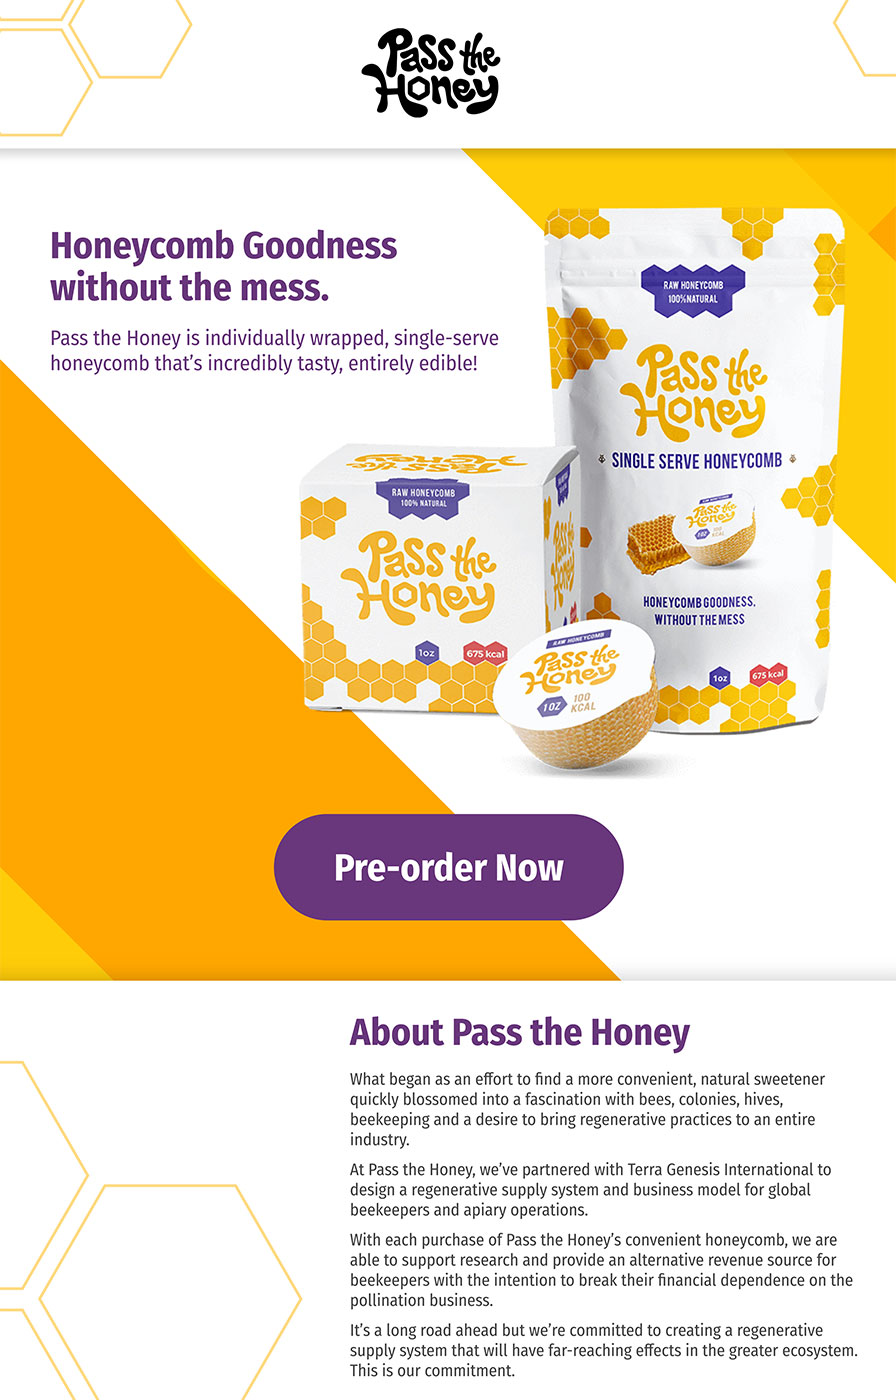 Pass the
Honey
Honeycomb Goodness
without the mess.
Pass the Honey is individually wrapped, single-serve
honeycomb that’s incredibly tasty, entirely edible!
RAW HONEYCOMB
100%NATURAL
Pass the
Honey
SINGLE SERVE HONEYCOMB
Pass the
Honey
1OZ
100
KCAL
HONEYCOMB GOODNESS.
WITHOUT THE MESS
1oz
675 kcal
Pass the
Honey
RAW HONEYCOMB
100% NATURAL
Pass the
Honey
1oz
675 kcal
RAW HONEYCOMB
Pass the
Honey
1OZ
100
KCAL
Pre-order Now
About Pass the Honey
What began as an effort to find a more convenient, natural sweetener
quickly blossomed into a fascination with bees, colonies, hives,
beekeeping and a desire to bring regenerative practices to an entire
industry.
At Pass the Honey, we’ve partnered with Terra Genesis International to
design a regenerative supply system and business model for global
beekeepers and apiary operations.
With each purchase of Pass the Honey’s convenient honeycomb, we are
able to support research and provide an alternative revenue source for
beekeepers with the intention to break their financial dependence on the
pollination business.
It’s a long road ahead but we’re committed to creating a regenerative
supply system that will have far-reaching effects in the greater ecosystem.
This is our commitment.